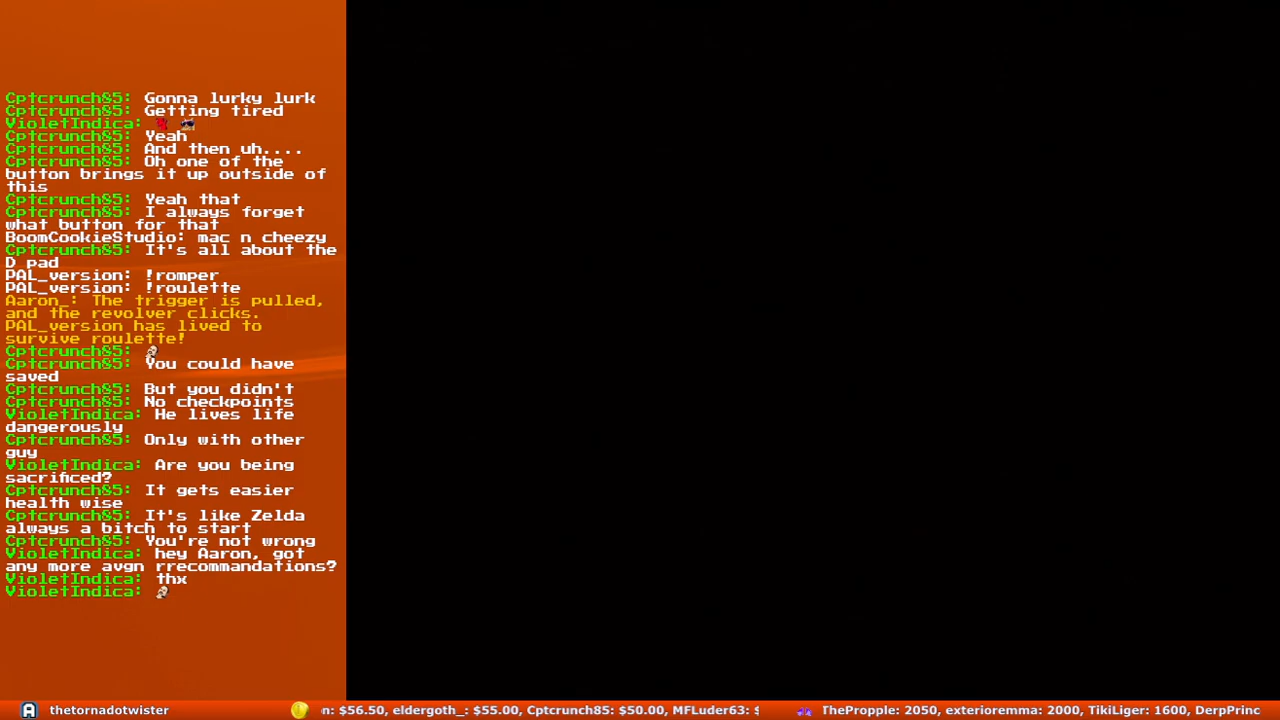 Cptcrunch85: Gonna lurky lurk
Cptcrunch85: Getting tired
VioletIndica:
Cptcrunch85: Yeah
Cptcrunch85: And then uh....
Cptcrunch85: Oh one of the
button brings it up outside of
this
Cptcrunch85: Yeah that
Cptcrunch85: I always forget
what button for that
BoomCookieStudio: mac n cheezy
Cptcrunch85: It's all about the
D pad
PAL_version: !romper
PAL_version: !roulette
Aaron_: The trigger is pulled,
and the revolver clicks.
PAL_version has lived to
survive roulette!
Cptcrunch85:
Cptcrunch85: You could have
saved
Cptcrunch85: But you didn't
Cptcrunch85: No checkpoints
VioletIndica: He lives life
dangerously
Cptcrunch85: Only with other
guy
VioletIndica: Are you being
sacrificed?
Cptcrunch85: It gets easier
health wise
Cptcrunch85: It's like Zelda
always a bitch to start
Cptcrunch85: You're not wrong
VioletIndica: hey Aaron, got
any more avgn rrecommandations?
VioletIndica: thx
VioletIndica:
A thetornadotwister n: $56.50, eldergoth_: $55.00, Cptcrunch85: $50.00, MFLuder63: $ ThePropple: 2050, exterioremma: 2000, TikiLiger: 1600, DerpPrinc